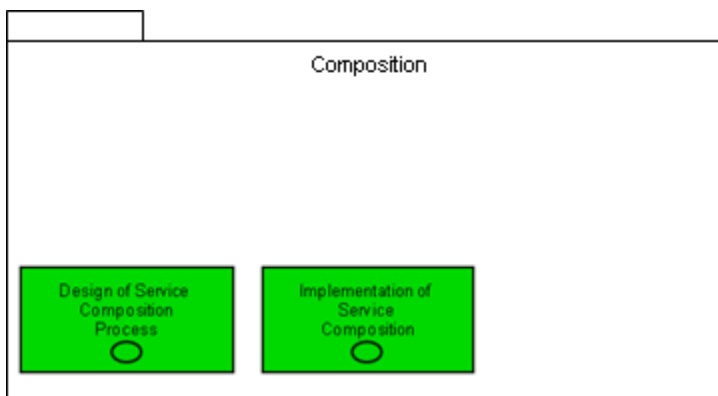 Composition
Design of Service
Composition
Process
Implementation of
Service
Composition